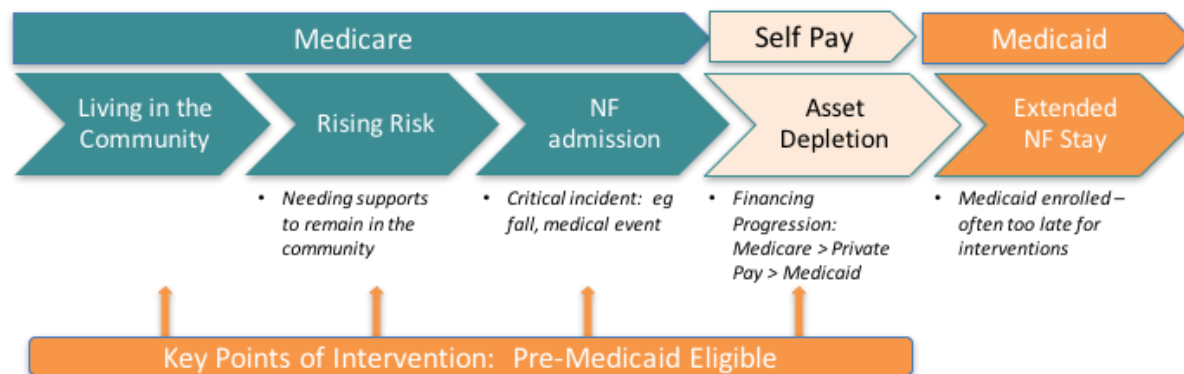 Medicare
Self Pay
Medicaid
Living in the
Community
Rising Risk
NF
admission
Asset
Depletion
Extended
NF Stay
• Needing supports
to remain in the
community
• Critical incident: eg
fall, medical event
• Financing
Progression:
Medicare > Private
Pay > Medicaid
• Medicaid enrolled –
often too late for
interventions
Key Points of Intervention: Pre-Medicaid Eligible